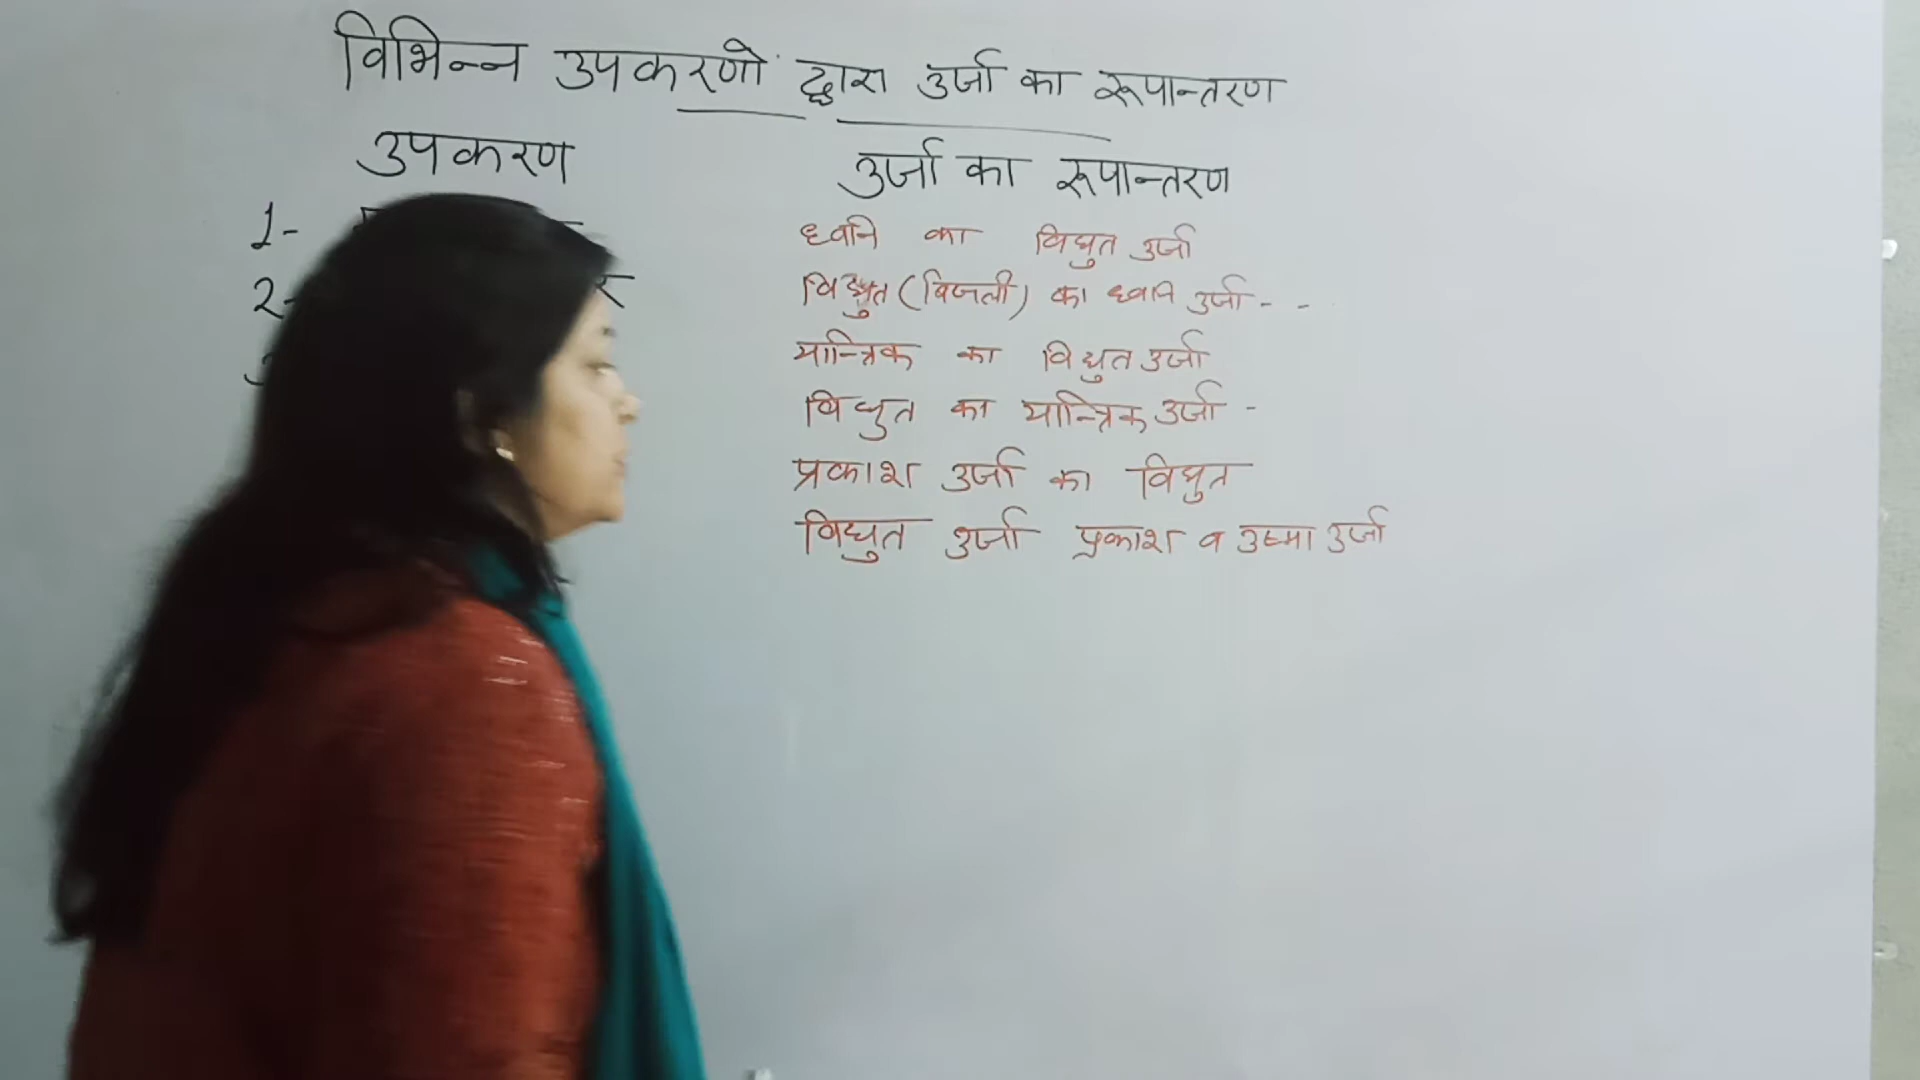 विभिन्न उपकरणो द्वारा उर्जा का रूपान्तरण
उपकरण उर्जा का रूपान्तरण
1- ध्वनि का विघुत उर्जा
2- विद्युत (बिजली) का ध्वनि उर्जा - -
यान्त्रिक का विघुत उर्जा
विघुत का यान्त्रिक उर्जा -
प्रकाश उर्जा का विघुत
विघुत उर्जा प्रकाश व उष्मा उर्जा